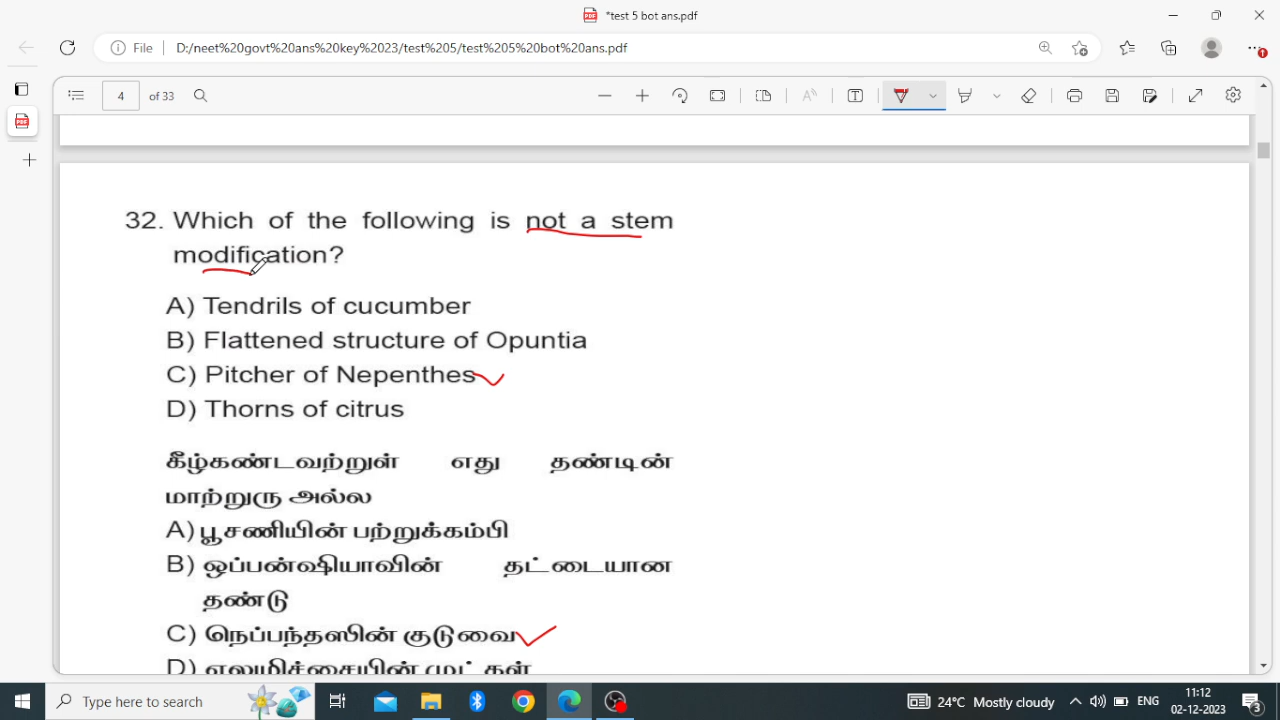 *test 5 bot ans.pdf
File D:/neet%20govt%20ans%20key%2023/test%205/test%205%20bot%20ans.pdf
4 of 33
32. Which of the following is not a stem
modification?
A) Tendrils of cucumber
B) Flattened structure of Opuntia
C) Pitcher of Nepenthes
D) Thorns of citrus
கீழ்கண்டவற்றுள் எது தண்டின்
மாற்றுரு அல்ல
A) பூசணியின் பற்றுக்கம்பி
B) ஒப்பன்ஷியாவின் தட்டையான
தண்டு
C) நெப்பந்தஸின் குடுவை
D) எலுமிச்சையின் முட்கள்
Type here to search
24°C Mostly cloudy
ENG
11:12
02-12-2023
3